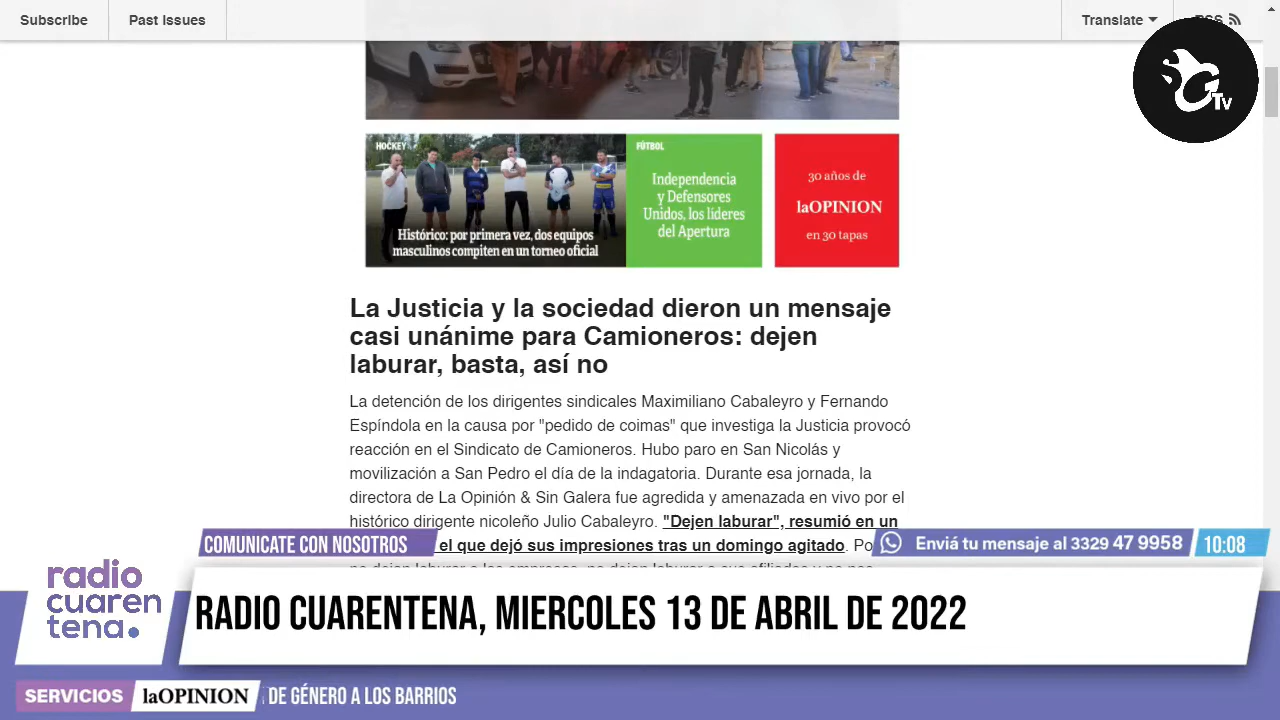 Subscribe
Past Issues
Translate
RSS
GTV
HOCKEY
Histórico: por primera vez, dos equipos
masculinos compiten en un torneo oficial
FÚTBOL
Independencia
y Defensores
Unidos, los líderes
del Apertura
30 años de
laOPINION
en 30 tapas
La Justicia y la sociedad dieron un mensaje
casi unánime para Camioneros: dejen
laburar, basta, así no
La detención de los dirigentes sindicales Maximiliano Cabaleyro y Fernando
Espíndola en la causa por "pedido de coimas" que investiga la Justicia provocó
reacción en el Sindicato de Camioneros. Hubo paro en San Nicolás y
movilización a San Pedro el día de la indagatoria. Durante esa jornada, la
directora de La Opinión & Sin Galera fue agredida y amenazada en vivo por el
histórico dirigente nicoleño Julio Cabaleyro. "Dejen laburar", resumió en un
el que dejó sus impresiones tras un domingo agitado. Po
COMUNICATE CON NOSOTROS
Enviá tu mensaje al 3329 47 9958
10:08
radio
cuaren
tena.
RADIO CUARENTENA, MIERCOLES 13 DE ABRIL DE 2022
SERVICIOS
laOPINION
DE GÉNERO A LOS BARRIOS